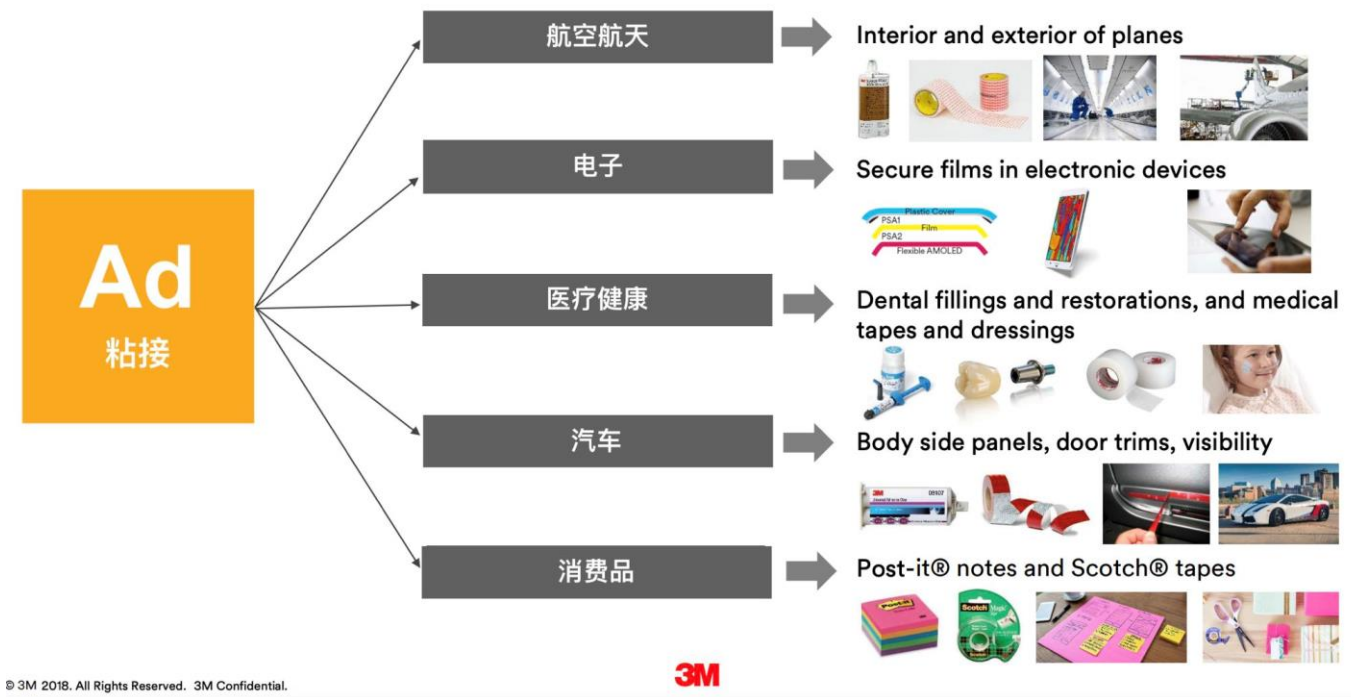 航空航天
Interior and exterior of planes
电子
Secure films in electronic devices
Plastic Cover
PSA1
Film
PSA2
Flexible AMOLED
Ad
粘接
医疗健康
Dental fillings and restorations, and medical
tapes and dressings
汽车
Body side panels, door trims, visibility
3M
08107
消费品
Post-it® notes and Scotch® tapes
Post-it
Scotch
Magic
3M
© 3M 2018. All Rights Reserved. 3M Confidential.